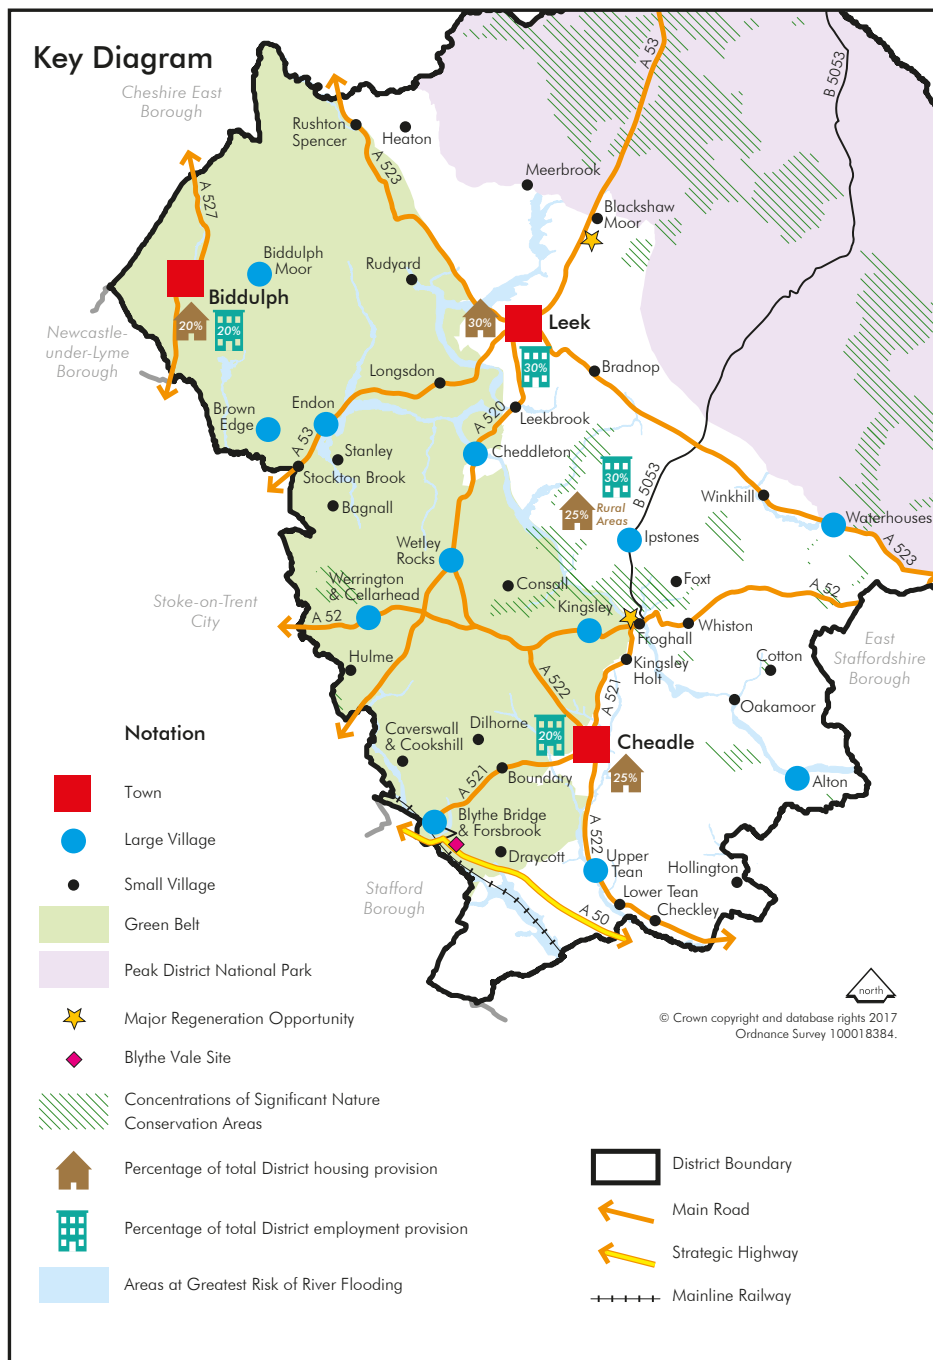 Key Diagram
Cheshire East
Borough
A 53
B 5053
Rushton
Spencer
Heaton
A 523
Meerbrook
A 527
Blackshaw
Moor
Biddulph
Moor
Rudyard
Biddulph
20%
20%
30%
Leek
30%
Newcastle-
under-Lyme
Borough
Longsdon
Bradnop
Endon
Brown
Edge
A 520
Leekbrook
A 53
Stanley
Cheddleton
Stockton Brook
30%
B 5053
Winkhill
Bagnall
25%
Rural
Areas
Waterhouses
Wetley
Rocks
Ipstones
A 523
Werrington
& Cellarhead
Consall
Foxt
A 52
Stoke-on-Trent
City
A 52
Kingsley
Froghall
Whiston
East
Staffordshire
Borough
Hulme
Kingsley
Holt
Cotton
A 522
A 521
Oakamoor
Notation
Caverswall
& Cookshill
Dilhorne
20%
Cheadle
Town
A 521
Boundary
25%
Alton
Large Village
Blythe Bridge
& Forsbrook
A 522
Draycott
Upper
Tean
Hollington
Small Village
Stafford
Borough
Lower Tean
Checkley
A 50
Green Belt
Peak District National Park
north
Major Regeneration Opportunity
© Crown copyright and database rights 2017
Ordnance Survey 100018384.
Blythe Vale Site
Concentrations of Significant Nature
Conservation Areas
Percentage of total District housing provision
District Boundary
Main Road
Percentage of total District employment provision
Strategic Highway
Areas at Greatest Risk of River Flooding
Mainline Railway